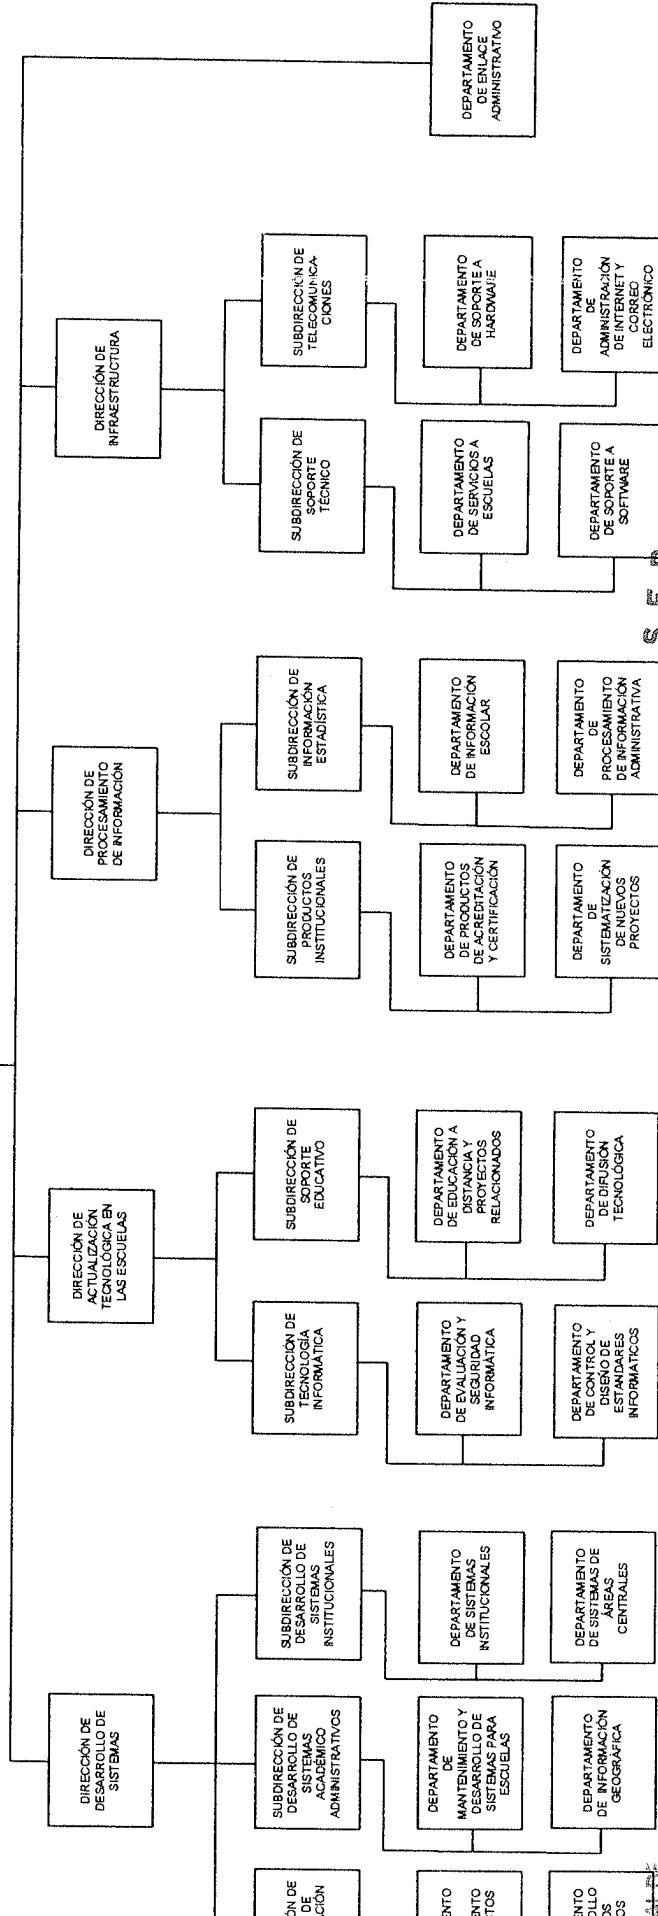 DIRECCIÓN DE
DESARROLLO DE
SISTEMAS
DIRECCIÓN DE
ACTUALIZACIÓN
TECNOLÓGICA EN
LAS ESCUELAS
DIRECCIÓN DE
PROCESAMIENTO
DE INFORMACIÓN
DIRECCIÓN DE
INFRAESTRUCTURA
SUBDIRECCIÓN DE
DESARROLLO DE
SISTEMAS
ACADÉMICO
ADMINISTRATIVOS
SUBDIRECCIÓN DE
DESARROLLO DE
SISTEMAS
INSTITUCIONALES
SUBDIRECCIÓN DE
TECNOLOGÍA
INFORMÁTICA
SUBDIRECCIÓN DE
SOPORTE
EDUCATIVO
SUBDIRECCIÓN DE
PRODUCTOS
INSTITUCIONALES
SUBDIRECCIÓN DE
INFORMACIÓN
ESTADÍSTICA
SUBDIRECCIÓN DE
SOPORTE
TÉCNICO
SUBDIRECCIÓN DE
TELECOMUNICA-
CIONES
DEPARTAMENTO
DE
MANTENIMIENTO Y
DESARROLLO DE
SISTEMAS PARA
ESCUELAS
DEPARTAMENTO
DE SISTEMAS
INSTITUCIONALES
DEPARTAMENTO
DE EVALUACIÓN Y
SEGURIDAD
INFORMÁTICA
DEPARTAMENTO
DE EDUCACIÓN A
DISTANCIA Y
PROYECTOS
RELACIONADOS
DEPARTAMENTO
DE PRODUCTOS
DE ACREDITACIÓN
Y CERTIFICACIÓN
DEPARTAMENTO
DE INFORMACIÓN
ESCOLAR
DEPARTAMENTO
DE SERVICIOS A
ESCUELAS
DEPARTAMENTO
DE SOPORTE A
HARDWARE
DEPARTAMENTO
DE ENLACE
ADMINISTRATIVO
DEPARTAMENTO
DE INFORMACIÓN
GEOGRÁFICA
DEPARTAMENTO
DE SISTEMAS DE
ÁREAS
CENTRALES
DEPARTAMENTO
DE CONTROL Y
DISEÑO DE
ESTANDARES
INFORMATICOS
DEPARTAMENTO
DE DIFUSIÓN
TECNOLÓGICA
DEPARTAMENTO
DE
SISTEMATIZACIÓN
DE NUEVOS
PROYECTOS
DEPARTAMENTO
DE
PROCESAMIENTO
DE INFORMACIÓN
ADMINISTRATIVA
DEPARTAMENTO
DE SOPORTE A
SOFTWARE
DEPARTAMENTO
DE
ADMINISTRACIÓN
DE INTERNET Y
CORREO
ELECTRÓNICO